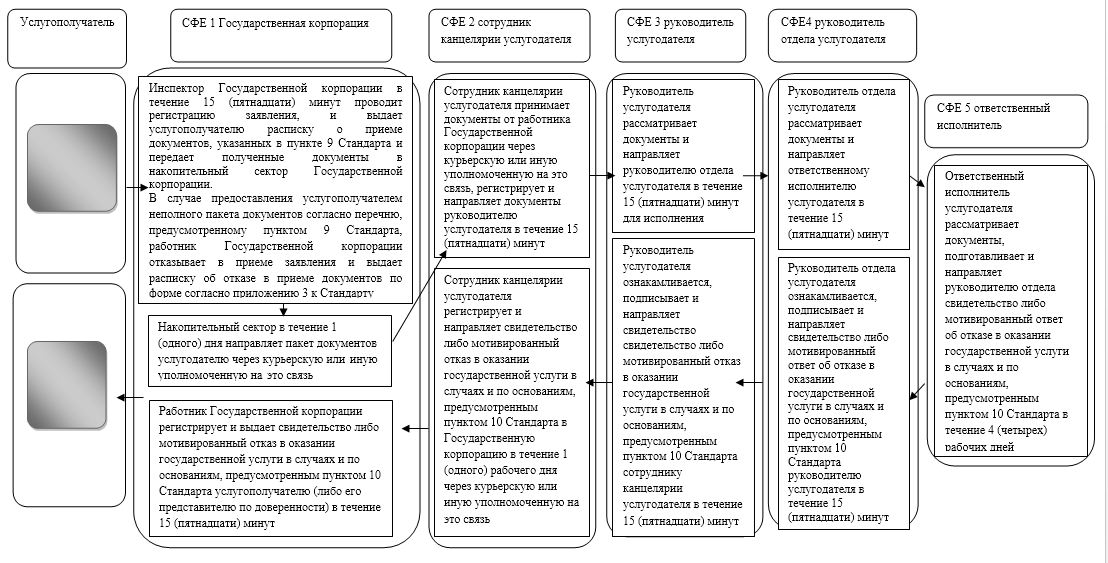 Услугополучатель
СФЕ 1 Государственная корпорация
СФЕ 2 сотрудник
канцелярии услугодателя
СФЕ 3 руководитель
услугодателя
СФЕ4 руководитель
отдела услугодателя
СФЕ 5 ответственный
исполнитель
Инспектор Государственной корпорации в
течение 15 (пятнадцати) минут проводит
регистрацию заявления, и выдает
услугополучателю расписку о приеме
документов, указанных в пункте 9 Стандарта и
передает полученные документы в
накопительный сектор Государственной
корпорации.
В случае предоставления услугополучателем
неполного пакета документов согласно перечню,
предусмотренному пунктом 9 Стандарта,
работник Государственной корпорации
отказывает в приеме заявления и выдает
расписку об отказе в приеме документов по
форме согласно приложению 3 к Стандарту
Накопительный сектор в течение 1
(одного) дня направляет пакет документов
услугодателю через курьерскую или иную
уполномоченную на это связь
Работник Государственной корпорации
регистрирует и выдает свидетельство либо
мотивированный отказ в оказании
государственной услуги в случаях и по
основаниям, предусмотренным пунктом 10
Стандарта услугополучателю (либо его
представителю по доверенности) в течение
15 (пятнадцати) минут
Сотрудник канцелярии
услугодателя принимает
документы от работника
Государственной
корпорации через
курьерскую или иную
уполномоченную на это
связь, регистрирует и
направляет документы
руководителю
услугодателя в течение 15
(пятнадцати) минут
Сотрудник канцелярии
услугодателя
регистрирует и
направляет свидетельство
либо мотивированный
отказ в оказании
государственной услуги в
случаях и по основаниям,
предусмотренным
пунктом 10 Стандарта в
Государственную
корпорацию в течение 1
(одного) рабочего дня
через курьерскую или
иную уполномоченную на
это связь
Руководитель
услугодателя
рассматривает
документы и
направляет
руководителю отдела
услугодателя в течение
15 (пятнадцати) минут
для исполнения
Руководитель
услугодателя
ознакамливается,
подписывает и
направляет
свидетельство
свидетельство либо
мотивированный отказ
в оказании
государственной
услуги в случаях и по
основаниям,
предусмотренным
пунктом 10 Стандарта
сотруднику
канцелярии
услугодателя в течение
15 (пятнадцати) минут
Руководитель отдела
услугодателя
рассматривает
документы и
направляет
ответственному
исполнителю
услугодателя в
течение 15
(пятнадцати) минут
Руководитель отдела
услугодателя
ознакамливается,
подписывает и
направляет
свидетельство либо
мотивированный
ответ об отказе в
оказании
государственной
услуги в случаях и
по основаниям,
предусмотренным
пунктом 10
Стандарта
руководителю
услугодателя в
течение 15
(пятнадцати) минут
Ответственный
исполнитель
услугодателя
рассматривает
документы,
подготавливает и
направляет
руководителю отдела
свидетельство либо
мотивированный ответ
об отказе в оказании
государственной услуги
в случаях и по
основаниям,
предусмотренным
пунктом 10 Стандарта в
течение 4 (четырех)
рабочих дней